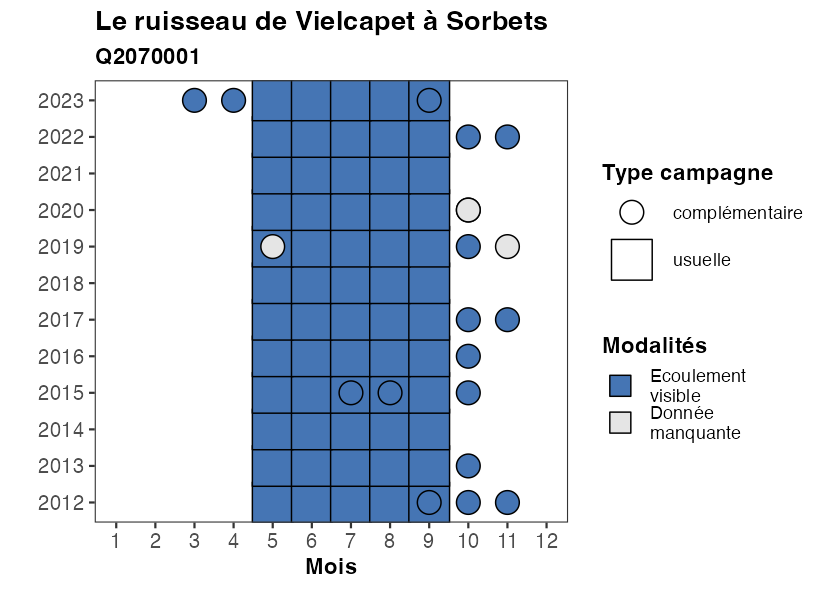 Le ruisseau de Vielcapet à Sorbets
Q2070001
2023
2022
2021
2020
2019
2018
2017
2016
2015
2014
2013
2012
1 2 3 4 5 6 7 8 9 10 11 12
Mois
Type campagne
complémentaire
usuelle
Modalités
Ecoulement
visible
Donnée
manquante